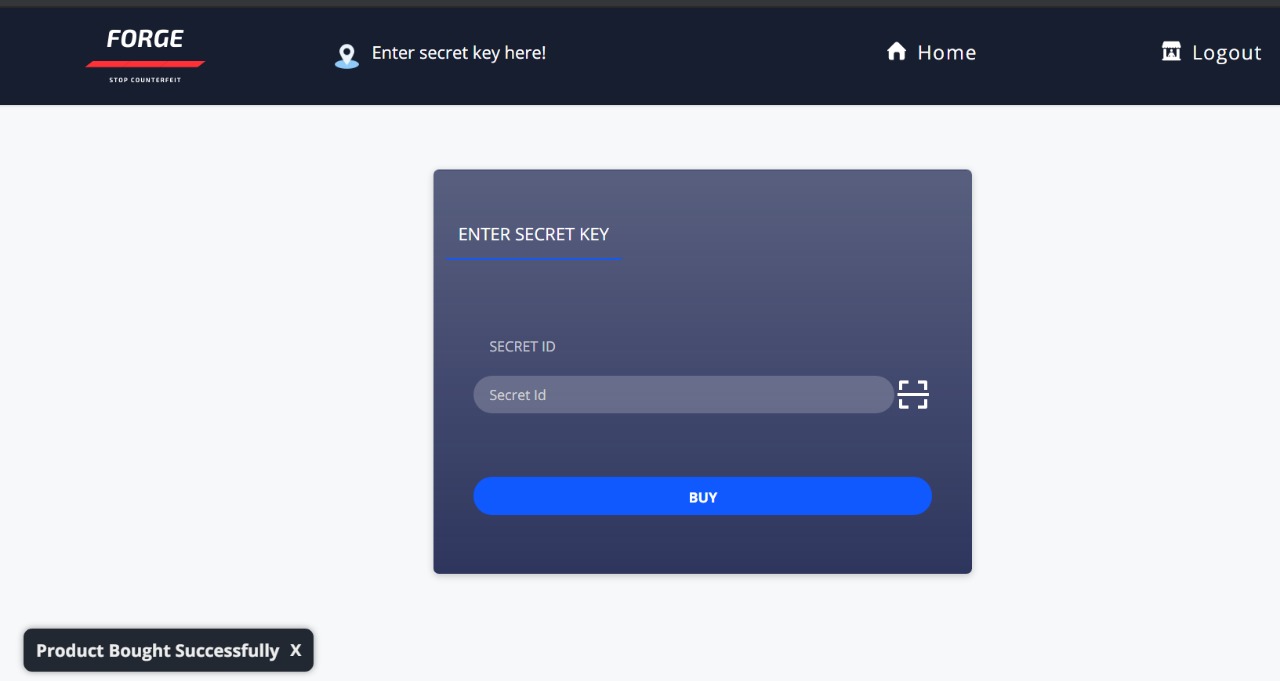 FORGE
STOP COUNTERFEIT
Enter secret key here!
Home
Logout
ENTER SECRET KEY
SECRET ID
Secret Id
BUY
Product Bought Successfully X